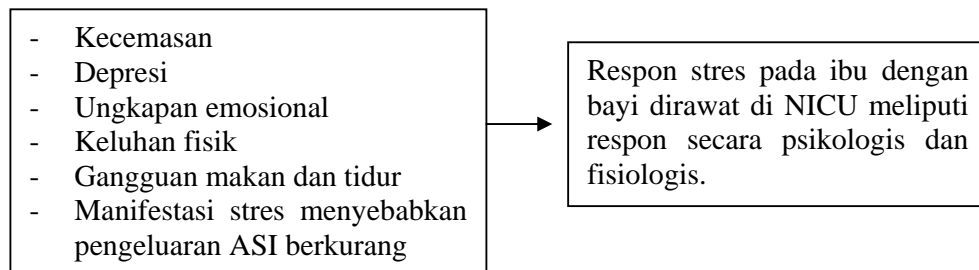 - Kecemasan
- Depresi
- Ungkapan emosional
- Keluhan fisik
- Gangguan makan dan tidur
- Manifestasi stres menyebabkan
pengeluaran ASI berkurang
Respon stres pada ibu dengan
bayi dirawat di NICU meliputi
respon secara psikologis dan
fisiologis.